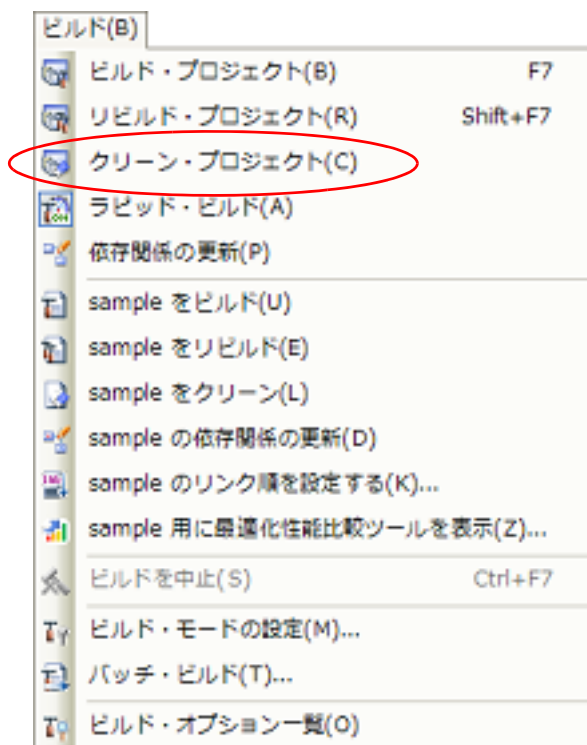 ビルド(B)
ビルド・プロジェクト(B) F7
リビルド・プロジェクト(R) Shift+F7
クリーン・プロジェクト(C)
ラピッド・ビルド(A)
依存関係の更新(P)
sample をビルド(U)
sample をリビルド(E)
sample をクリーン(L)
sample の依存関係の更新(D)
sample のリンク順を設定する(K)...
sample 用に最適化性能比較ツールを表示(Z)...
ビルドを中止(S) Ctrl+F7
ビルド・モードの設定(M)...
バッチ・ビルド(T)...
ビルド・オプション一覧(O)